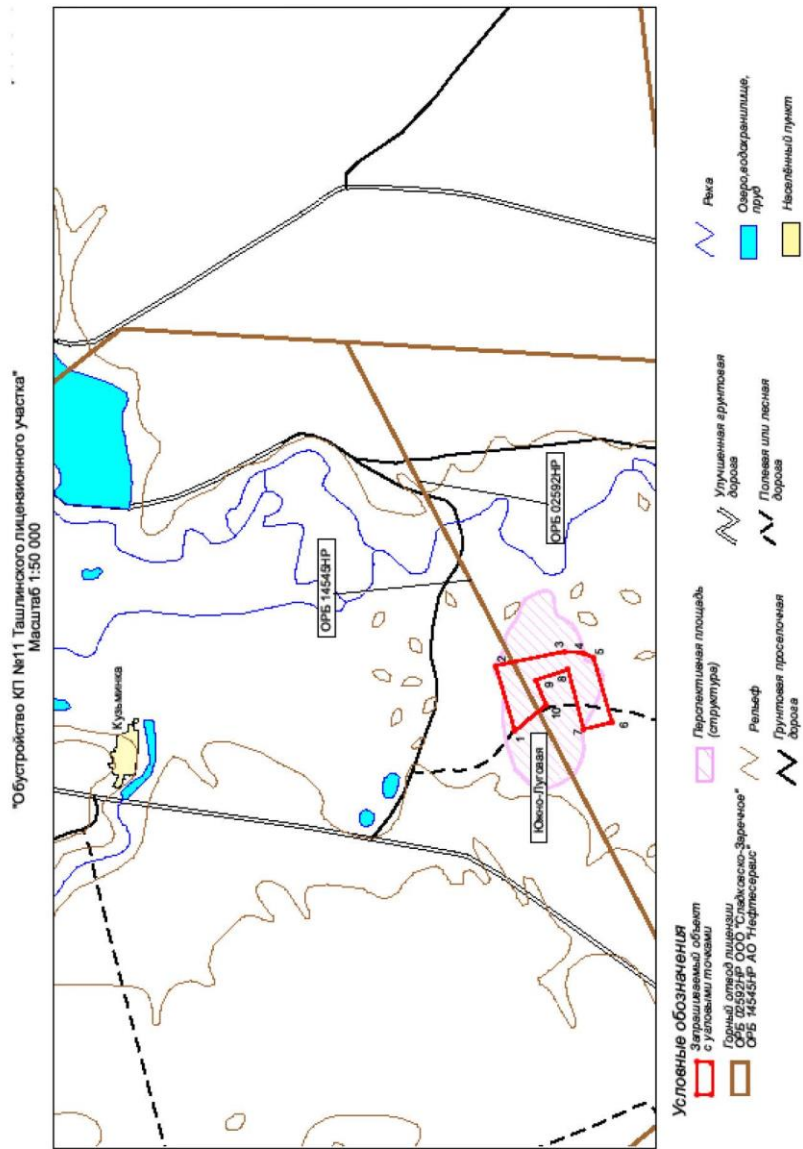 "Обустройство КП №11 Ташлинского лицензионного участка"
Масштаб 1:50 000
Кузьминка
ОРБ 14545НР
ОРБ 02592НР
Южно-Луговая
1
2
3
4
5
6
7
8
9
10
Условные обозначения
Запрашиваемый объект
с угловыми точками
Горный отвод лицензии
ОРБ 02592НР ООО "Сладковско-Заречное"
ОРБ 14545НР АО "Нефтесервис"
Перспективная площадь
(структура)
Рельеф
Грунтовая проселочная
дорога
Улучшенная грунтовая
дорога
Полевая или лесная
дорога
Река
Озеро,водохранилище,
пруд
Населённый пункт